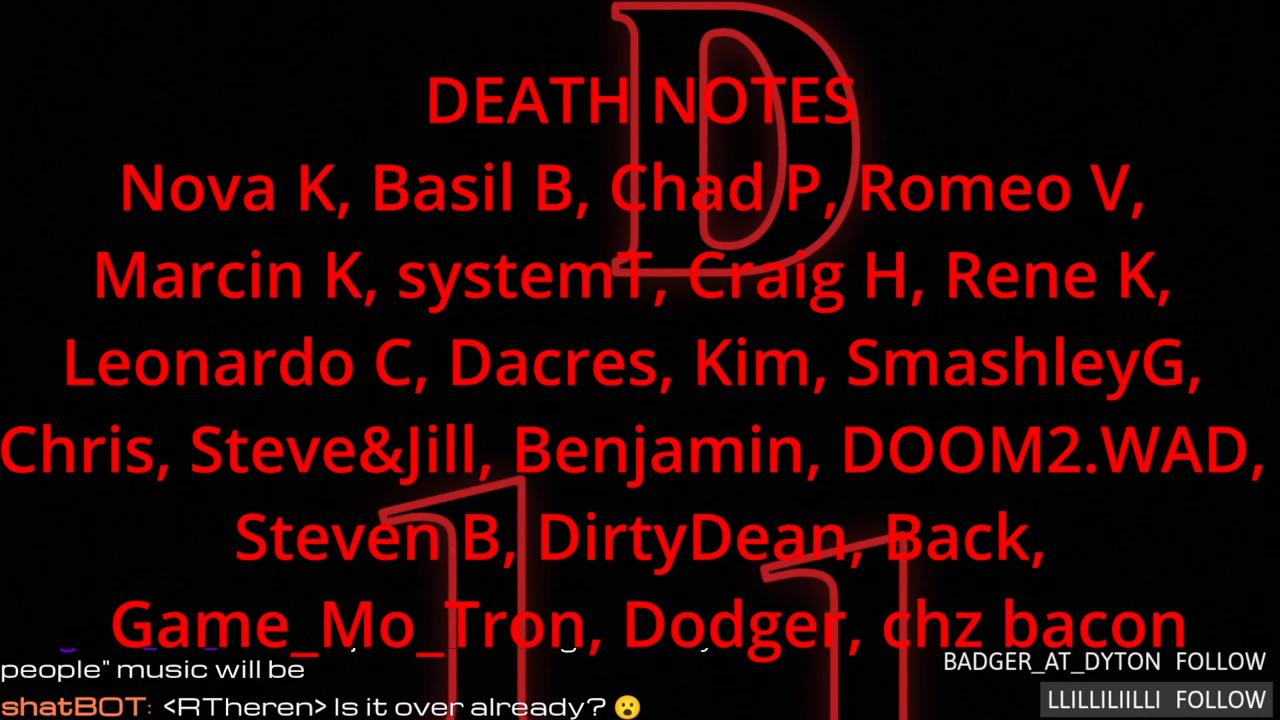 D
DEATH NOTES
Nova K, Basil B, Chad P, Romeo V,
Marcin K, systemT, Craig H, Rene K,
Leonardo C, Dacres, Kim, SmashleyG,
Chris, Steve&Jill, Benjamin, DOOM2.WAD,
Steven B, DirtyDean, Back,
Game_Mo_Tron, Dodger, chz bacon
1 1
people" music will be
shatBOT: <RTheren> Is it over already? 😮
BADGER_AT_DYTON FOLLOW
LLILLILIILLI FOLLOW